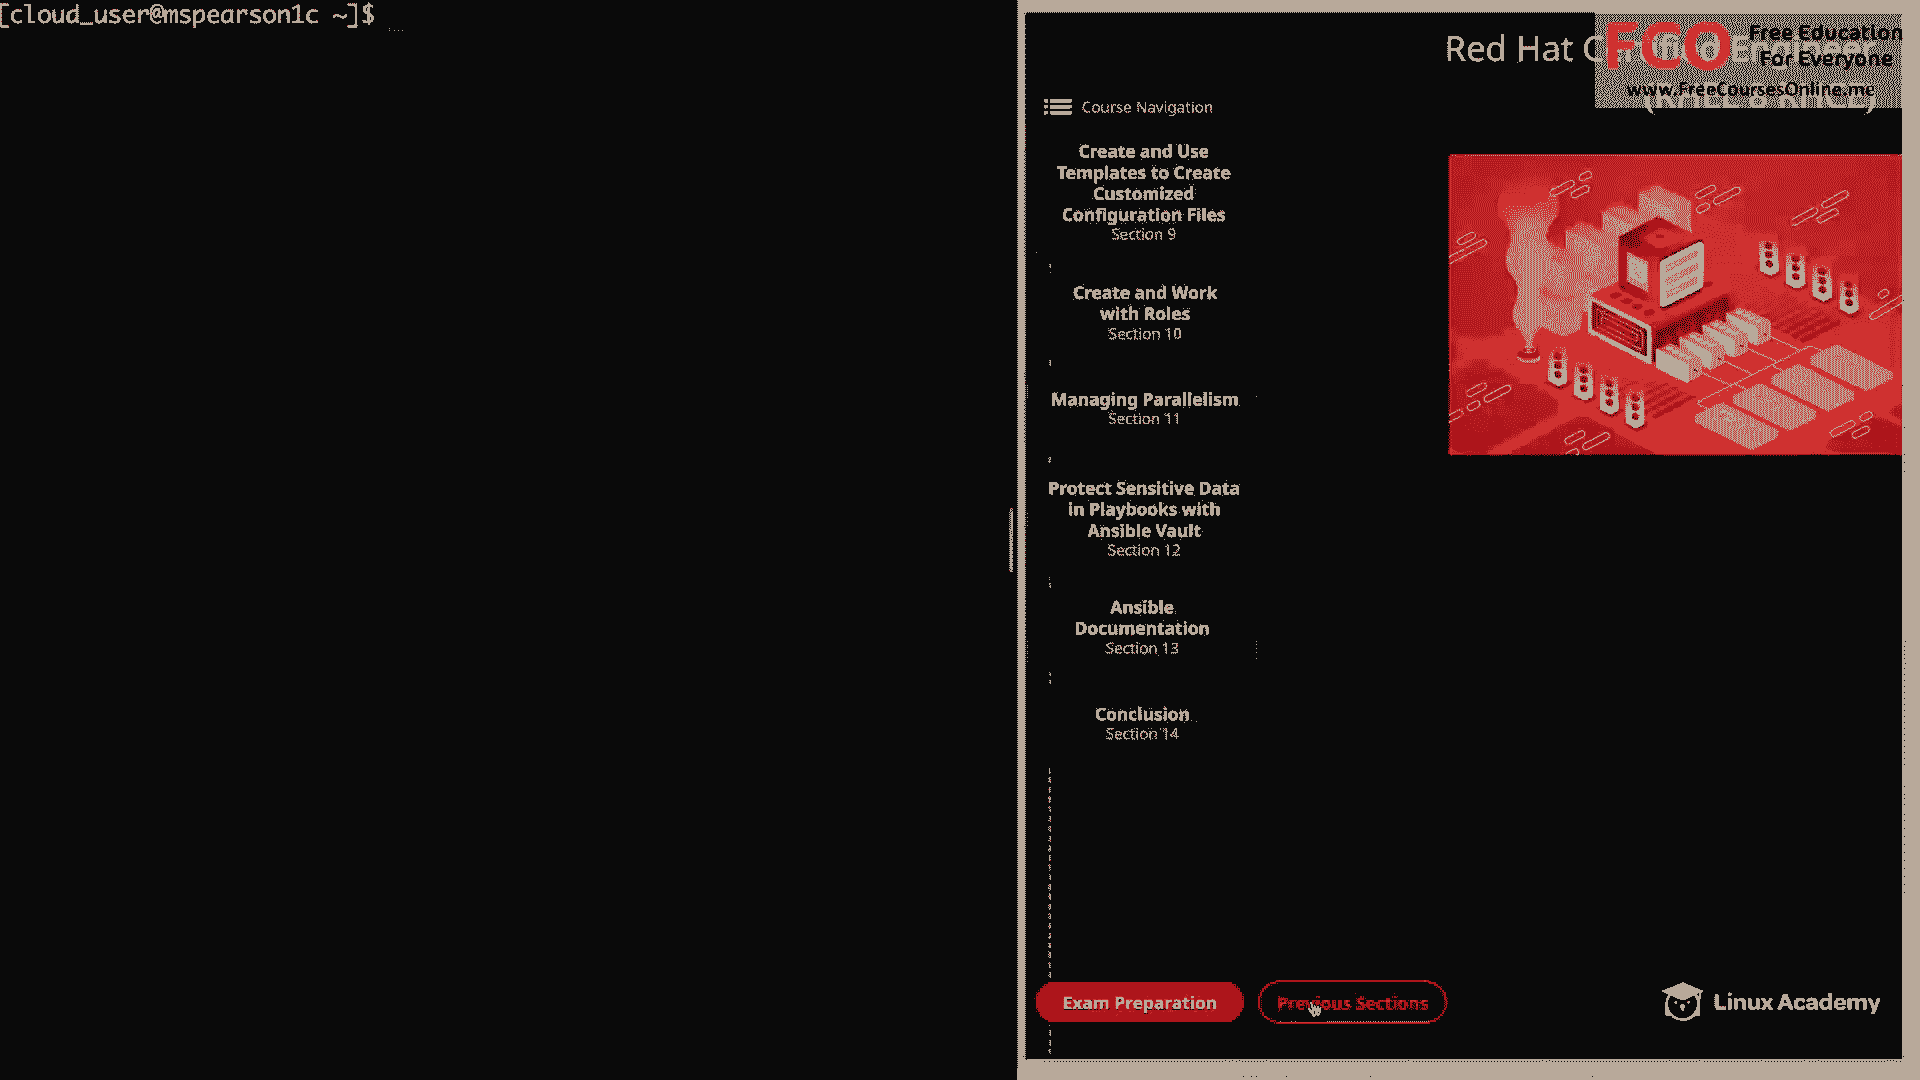 [cloud_user@mspearson1c ~]$
Red Hat
FCO
Free Education
For Everyone
www.FreeCoursesOnline.me
Course Navigation
Create and Use
Templates to Create
Customized
Configuration Files
Section 9
Create and Work
with Roles
Section 10
Managing Parallelism
Section 11
Protect Sensitive Data
in Playbooks with
Ansible Vault
Section 12
Ansible
Documentation
Section 13
Conclusion
Section 14
Exam Preparation
Previous Sections
Linux Academy